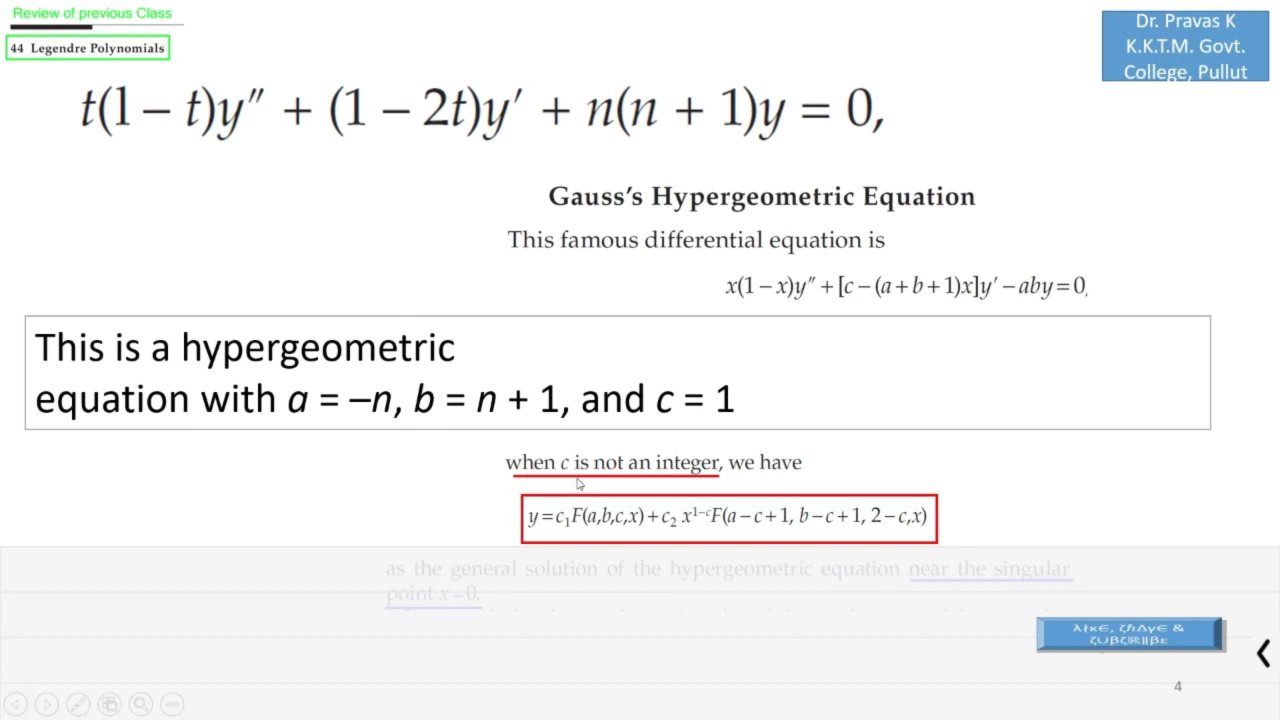 Review of previous Class
44 Legendre Polynomials
Dr. Pravas K
K.K.T.M. Govt.
College, Pullut
t(1 – t)y″ + (1 – 2t)y′ + n(n + 1)y = 0,
Gauss's Hypergeometric Equation
This famous differential equation is
x(1 – x)y″ + [c – (a + b + 1)x]y′ – aby = 0,
This is a hypergeometric
equation with a = –n, b = n + 1, and c = 1
when c is not an integer, we have
y = c₁F(a,b,c,x) + c₂ x¹⁻ᶜF(a – c + 1, b – c + 1, 2 – c,x)
as the general solution of the hypergeometric equation near the singular
point x=0.
4